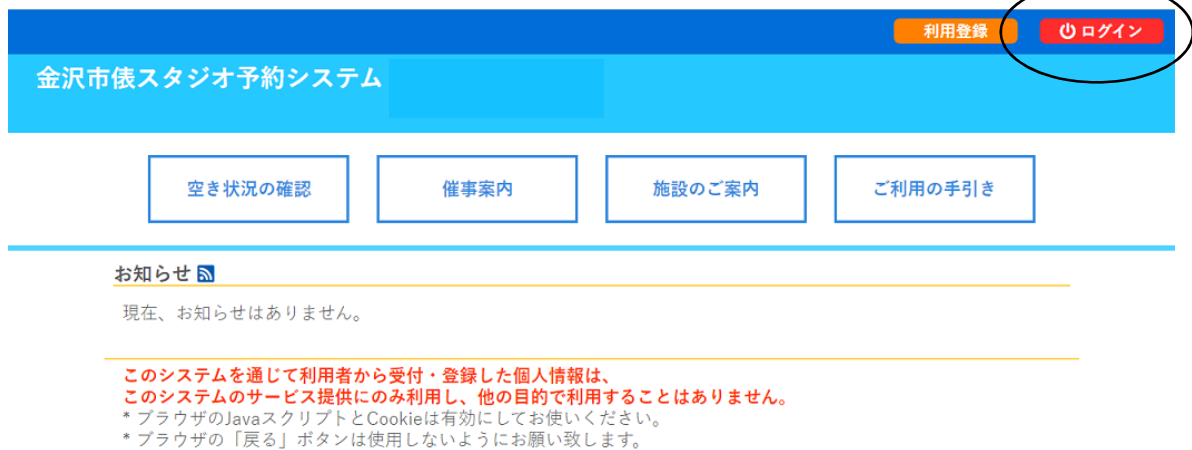 利用登録
ログイン
金沢市俵スタジオ予約システム
空き状況の確認
催事案内
施設のご案内
ご利用の手引き
お知らせ
現在、お知らせはありません。
このシステムを通じて利用者から受付・登録した個人情報は、
このシステムのサービス提供にのみ利用し、他の目的で利用することはありません。
* ブラウザのJavaスクリプトとCookieは有効にしてお使いください。
* ブラウザの「戻る」ボタンは使用しないようにお願い致します。